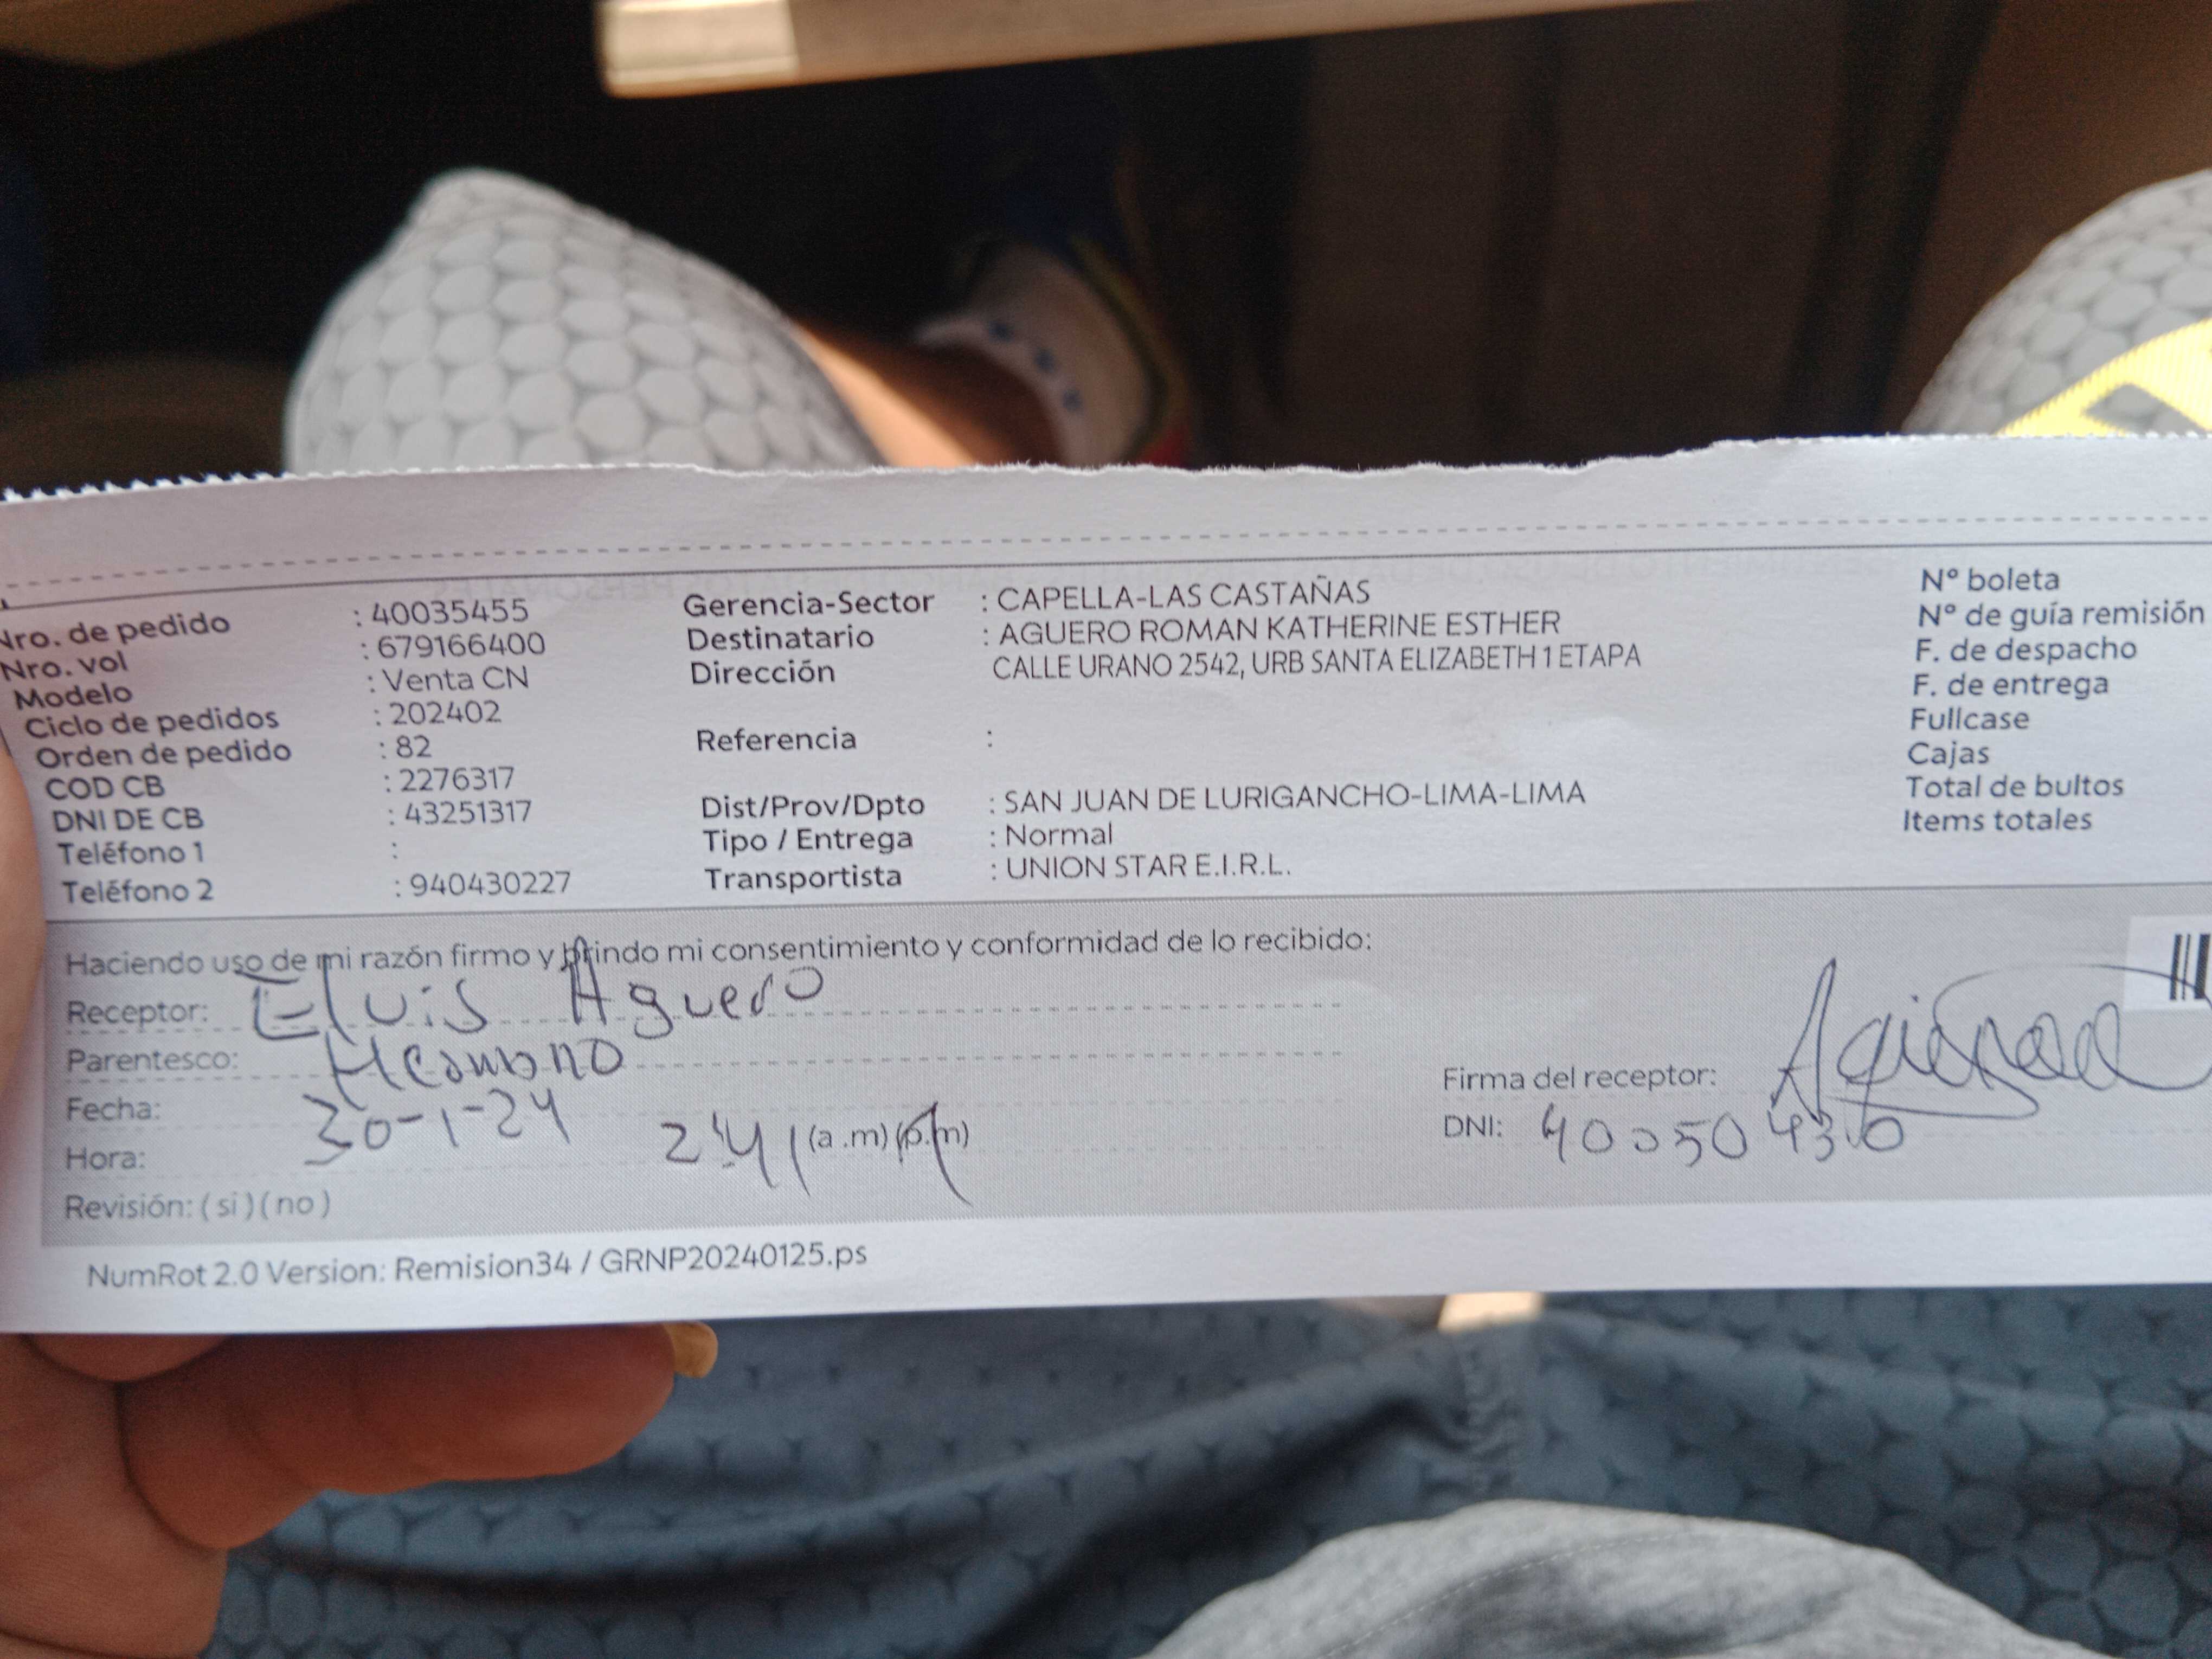 Nro. de pedido : 40035455
Nro. vol : 679166400
Modelo : Venta CN
Ciclo de pedidos : 202402
Orden de pedido : 82
COD CB : 2276317
DNI DE CB : 43251317
Teléfono 1 :
Teléfono 2 : 940430227
Gerencia-Sector : CAPELLA-LAS CASTAÑAS
Destinatario : AGUERO ROMAN KATHERINE ESTHER
Dirección CALLE URANO 2542, URB SANTA ELIZABETH 1 ETAPA
Referencia :
Dist/Prov/Dpto : SAN JUAN DE LURIGANCHO-LIMA-LIMA
Tipo / Entrega : Normal
Transportista : UNION STAR E.I.R.L.
N° boleta
N° de guía remisión
F. de despacho
F. de entrega
Fullcase
Cajas
Total de bultos
Items totales
Haciendo uso de mi razón firmo y brindo mi consentimiento y conformidad de lo recibido:
Receptor: Elvis Aguero
Parentesco: Hermano
Fecha: 30-1-24
Hora: 2:41 (a.m) (p.m)
Revisión: ( si ) ( no )
Firma del receptor:
DNI:
NumRot 2.0 Version: Remision34 / GRNP20240125.ps